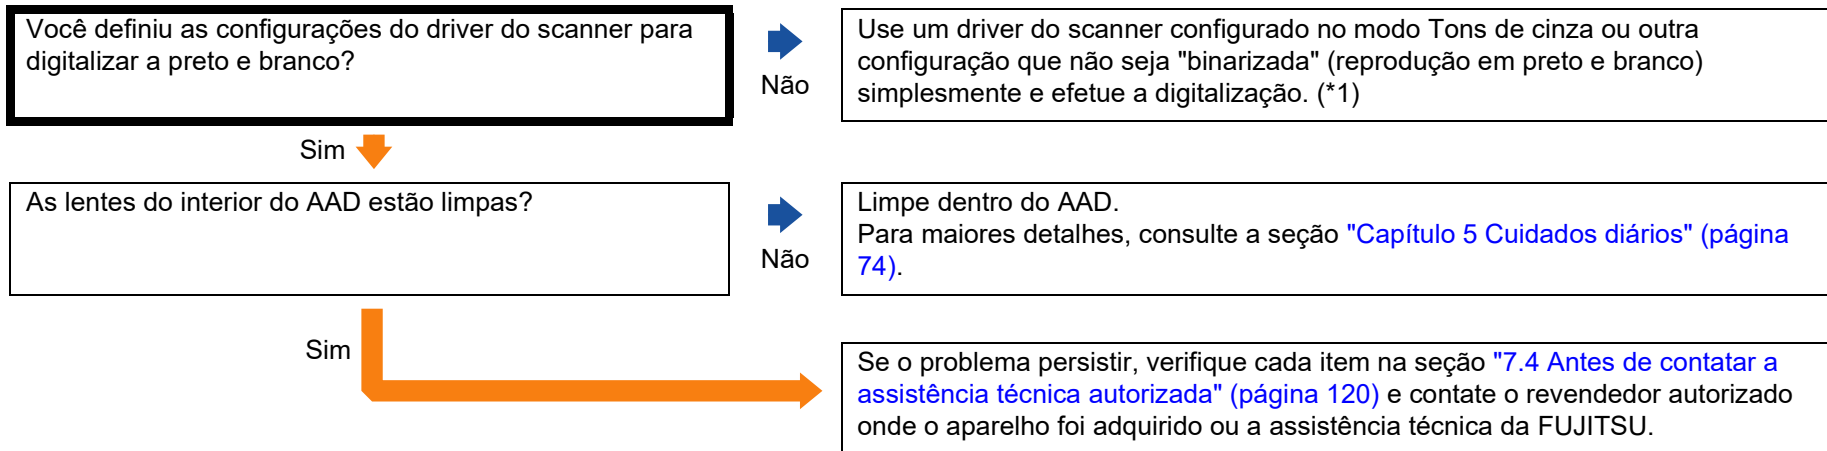 Você definiu as configurações do driver do scanner para
digitalizar a preto e branco?
Não
Use um driver do scanner configurado no modo Tons de cinza ou outra
configuração que não seja "binarizada" (reprodução em preto e branco)
simplesmente e efetue a digitalização. (*1)
Sim
As lentes do interior do AAD estão limpas?
Não
Limpe dentro do AAD.
Para maiores detalhes, consulte a seção "Capítulo 5 Cuidados diários" (página
74).
Sim
Se o problema persistir, verifique cada item na seção "7.4 Antes de contatar a
assistência técnica autorizada" (página 120) e contate o revendedor autorizado
onde o aparelho foi adquirido ou a assistência técnica da FUJITSU.